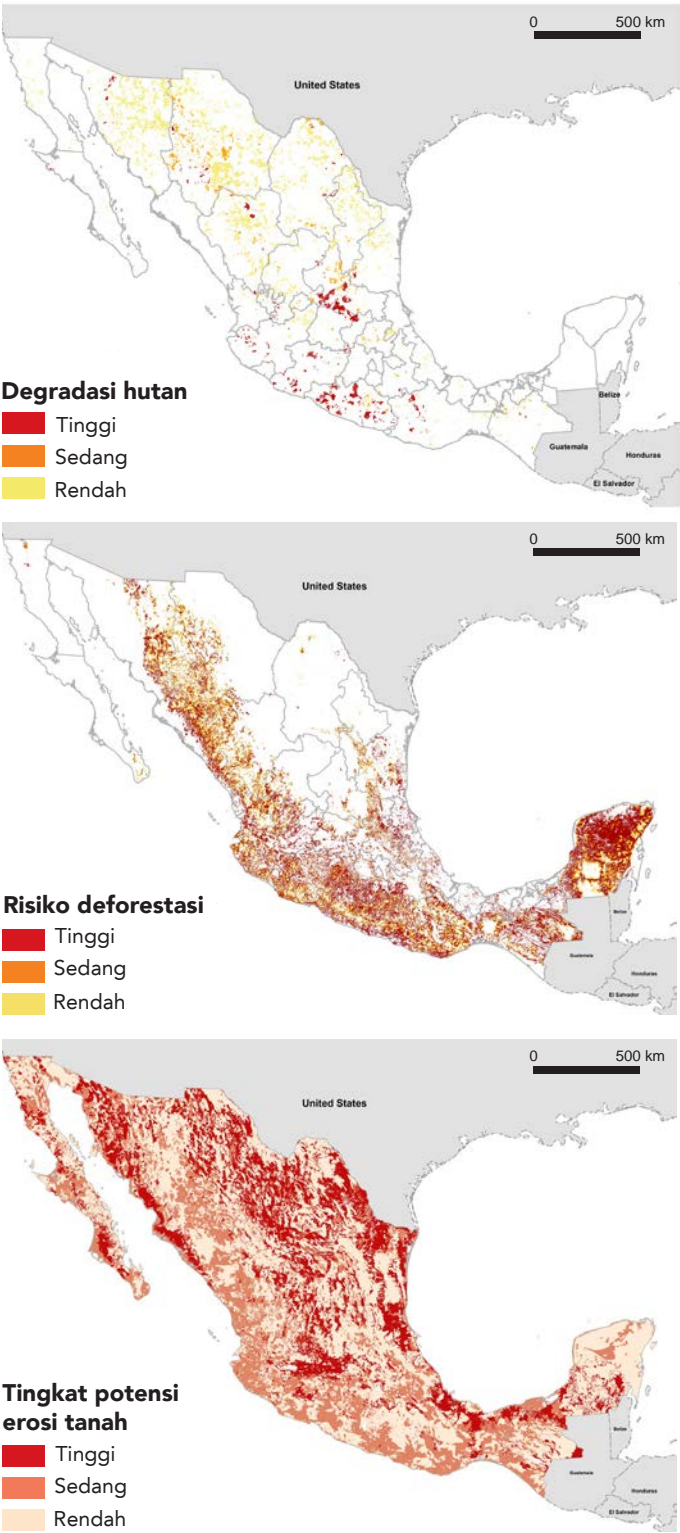 0 500 km
United States
Belize
Guatemala
Honduras
El Salvador
Degradasi hutan
Tinggi
Sedang
Rendah
0 500 km
United States
Belize
Guatemala
Honduras
El Salvador
Risiko deforestasi
Tinggi
Sedang
Rendah
0 500 km
United States
Belize
Guatemala
Honduras
El Salvador
Tingkat potensi
erosi tanah
Tinggi
Sedang
Rendah